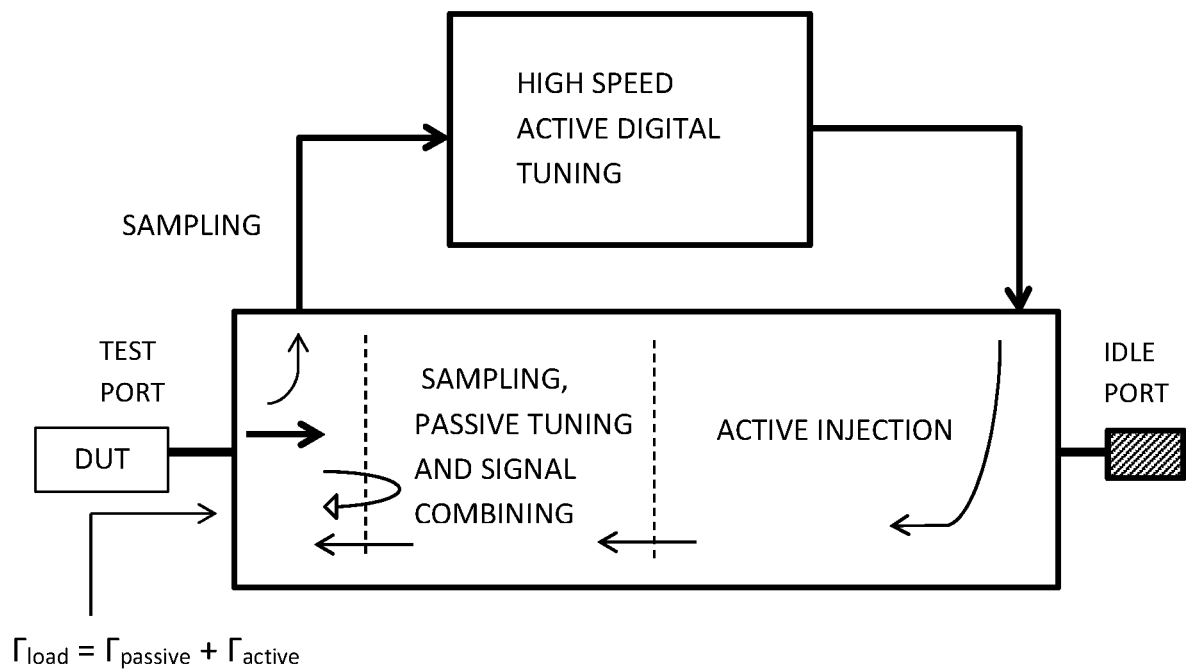 HIGH SPEED
ACTIVE DIGITAL
TUNING
SAMPLING
TEST
PORT
DUT
SAMPLING,
PASSIVE TUNING
AND SIGNAL
COMBINING
ACTIVE INJECTION
IDLE
PORT
Γload = Γpassive + Γactive